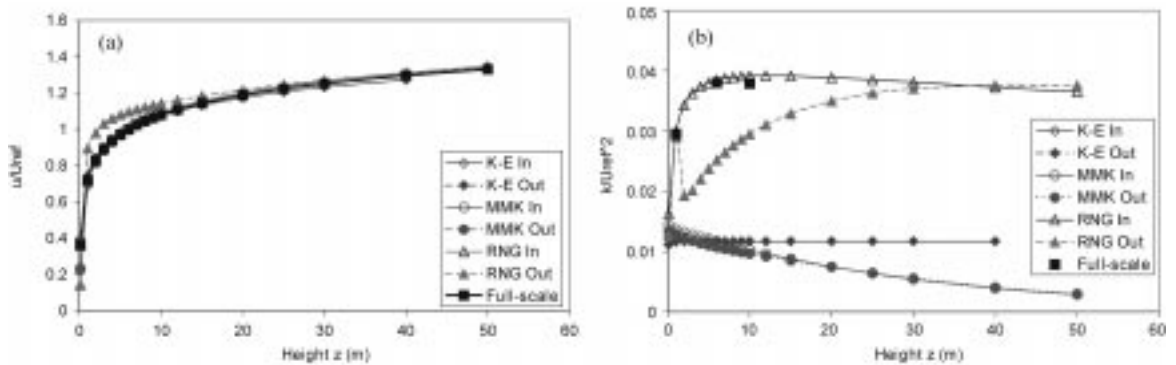 (a)
u/Uref
1.6
1.4
1.2
1
0.8
0.6
0.4
0.2
0
0 10 20 30 40 50 60
Height z (m)
K-E In
K-E Out
MMK In
MMK Out
RNG In
RNG Out
Full-scale
(b)
k/Uref^2
0.05
0.04
0.03
0.02
0.01
0
0 10 20 30 40 50 60
Height z (m)
K-E In
K-E Out
MMK In
MMK Out
RNG In
RNG Out
Full-scale